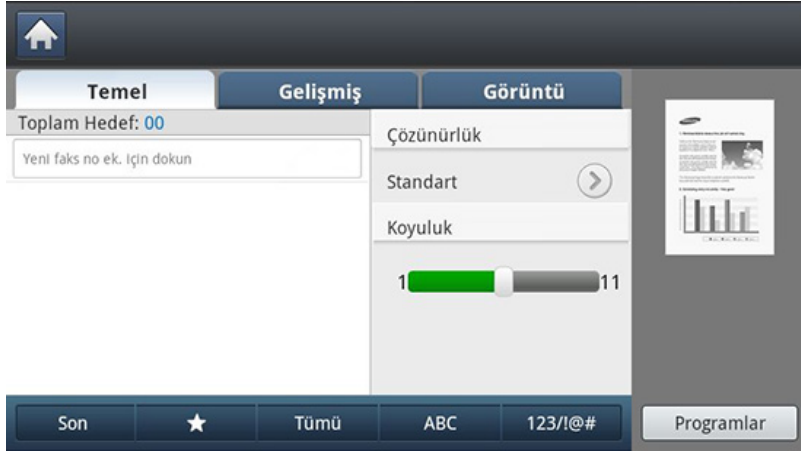 Temel
Gelişmiş
Görüntü
Toplam Hedef: 00
Yeni faks no ek. için dokun
Çözünürlük
Standart
Koyuluk
1
11
Son
★
Tümü
ABC
123/!@#
Programlar